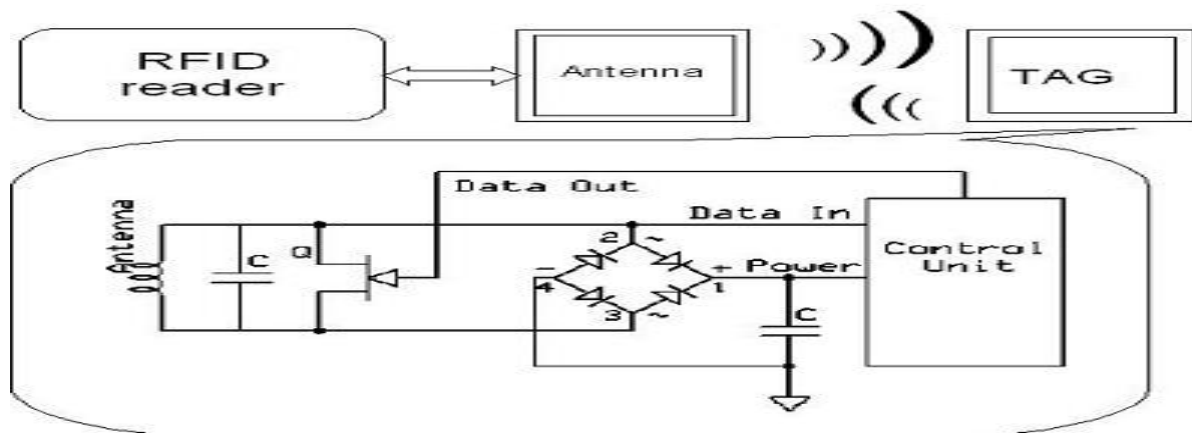 RFID
reader
Antenna
TAG
Data Out
Antenna
C
Q
2 ~
Data In
- 4
+ 1
Power
3 ~
C
Control
Unit